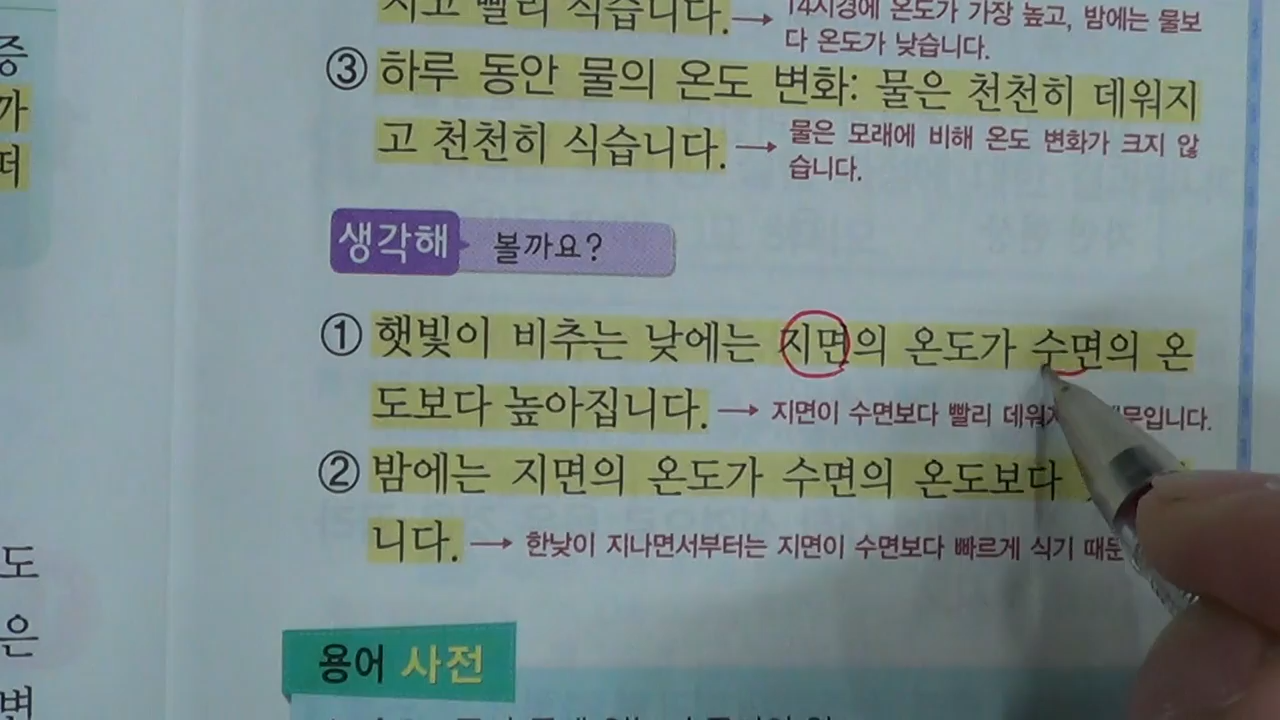 지고 빨리 식습니다. → 14시경에 온도가 가장 높고, 밤에는 물보
다 온도가 낮습니다.
③ 하루 동안 물의 온도 변화: 물은 천천히 데워지
고 천천히 식습니다. → 물은 모래에 비해 온도 변화가 크지 않
습니다.
생각해 볼까요?
① 햇빛이 비추는 낮에는 지면의 온도가 수면의 온
도보다 높아집니다. → 지면이 수면보다 빨리
② 밤에는 지면의 온도가 수면의 온도보다
니다. → 한낮이 지나면서부터는 지면이 수면보다 빠르게 식기
용어 사전
증
까
떠
도
은
변